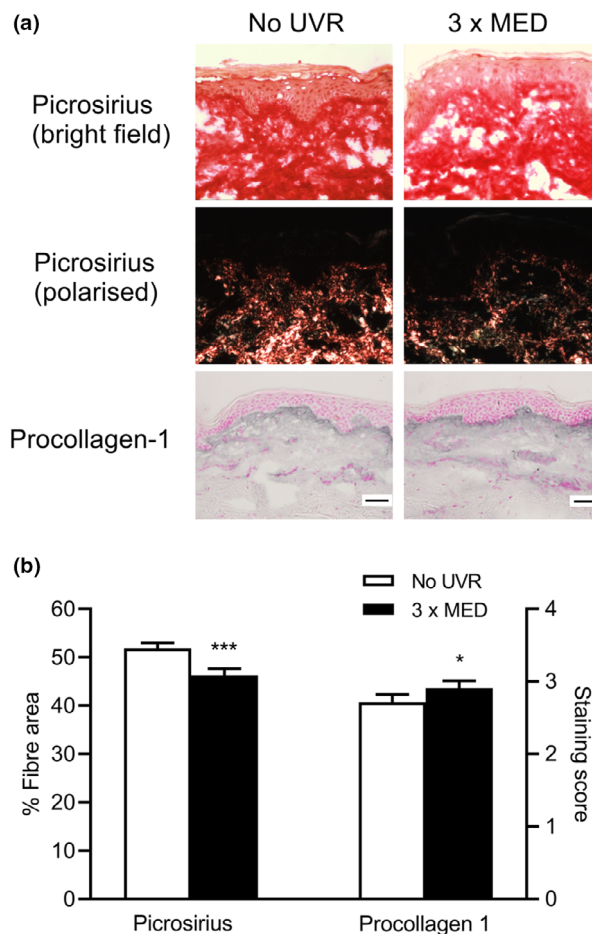 (a)
No UVR
3 x MED
Picrosirius
(bright field)
Picrosirius
(polarised)
Procollagen-1
(b)
No UVR
3 x MED
60
50
40
30
20
10
0
% Fibre area
***
*
4
3
2
1
0
Staining score
Picrosirius
Procollagen 1